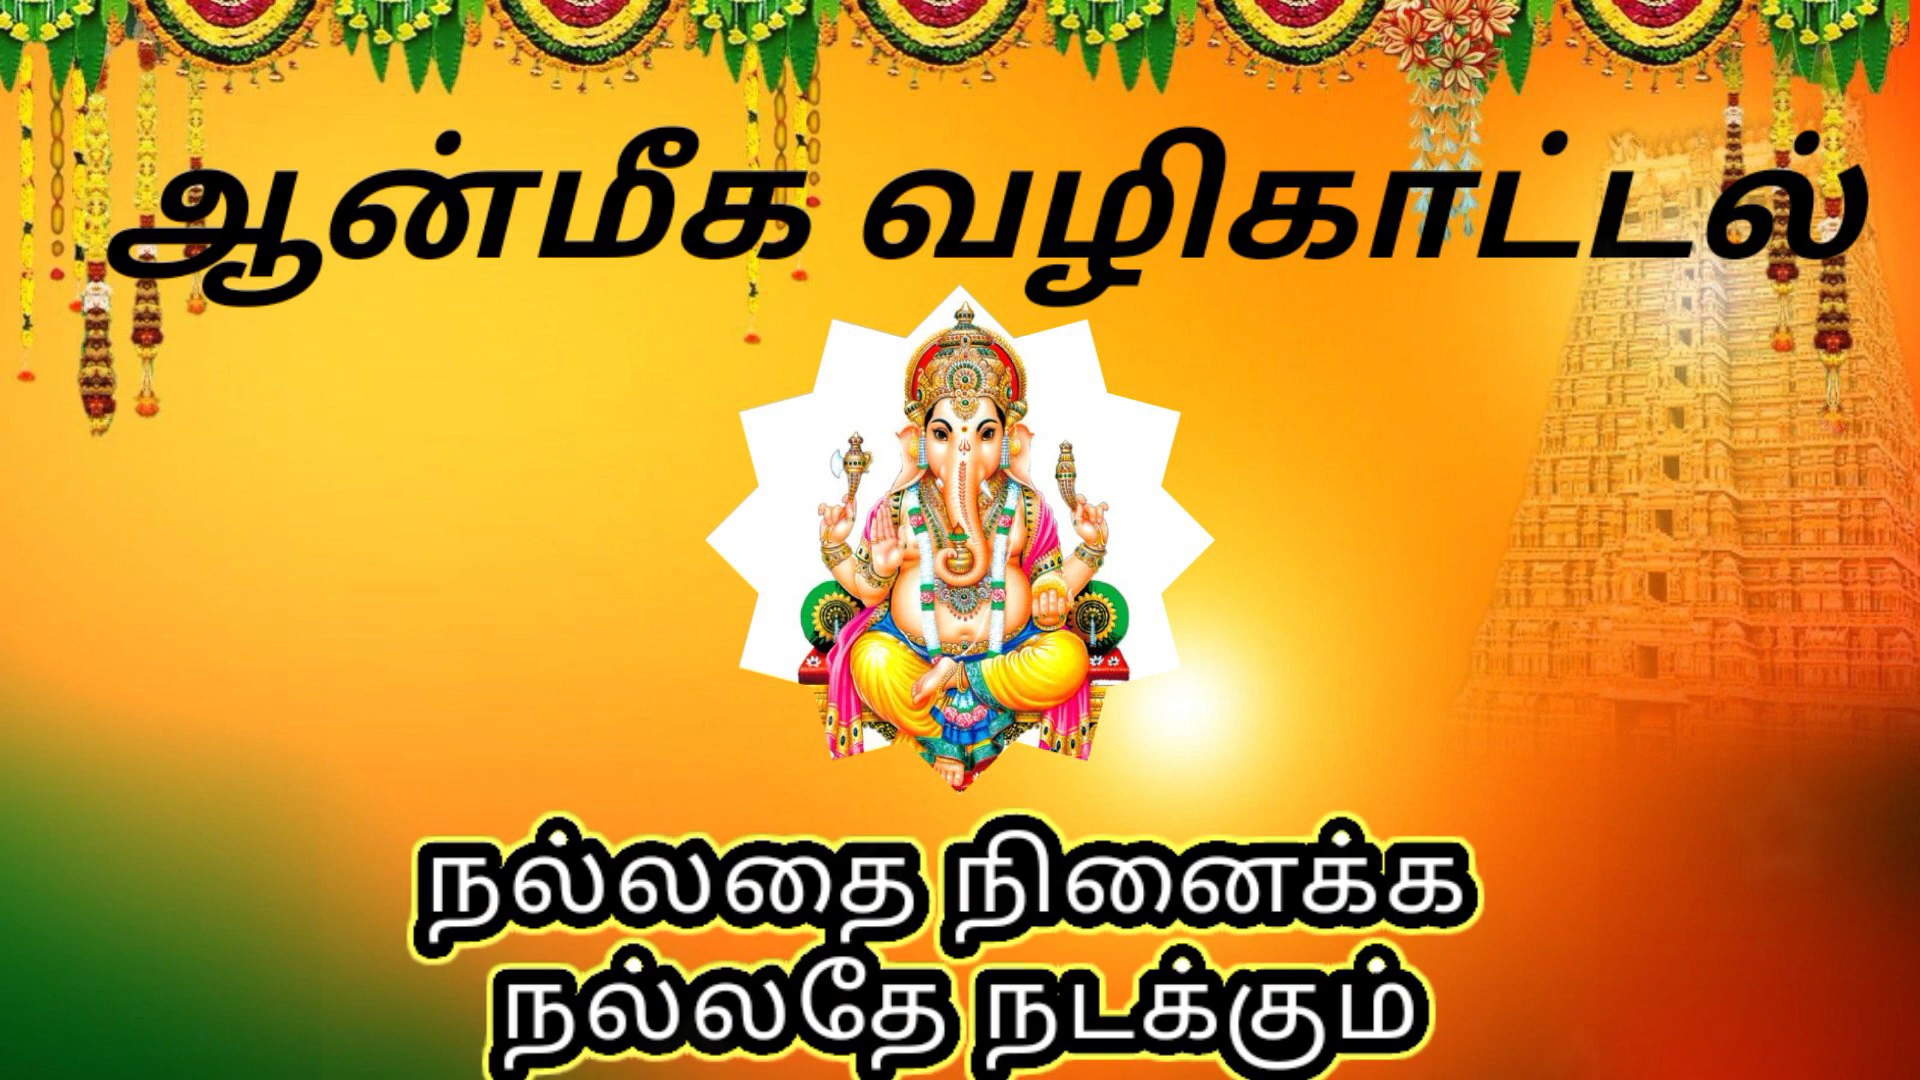 ஆன்மீக வழிகாட்டல்
நல்லதை நினைக்க
நல்லதே நடக்கும்